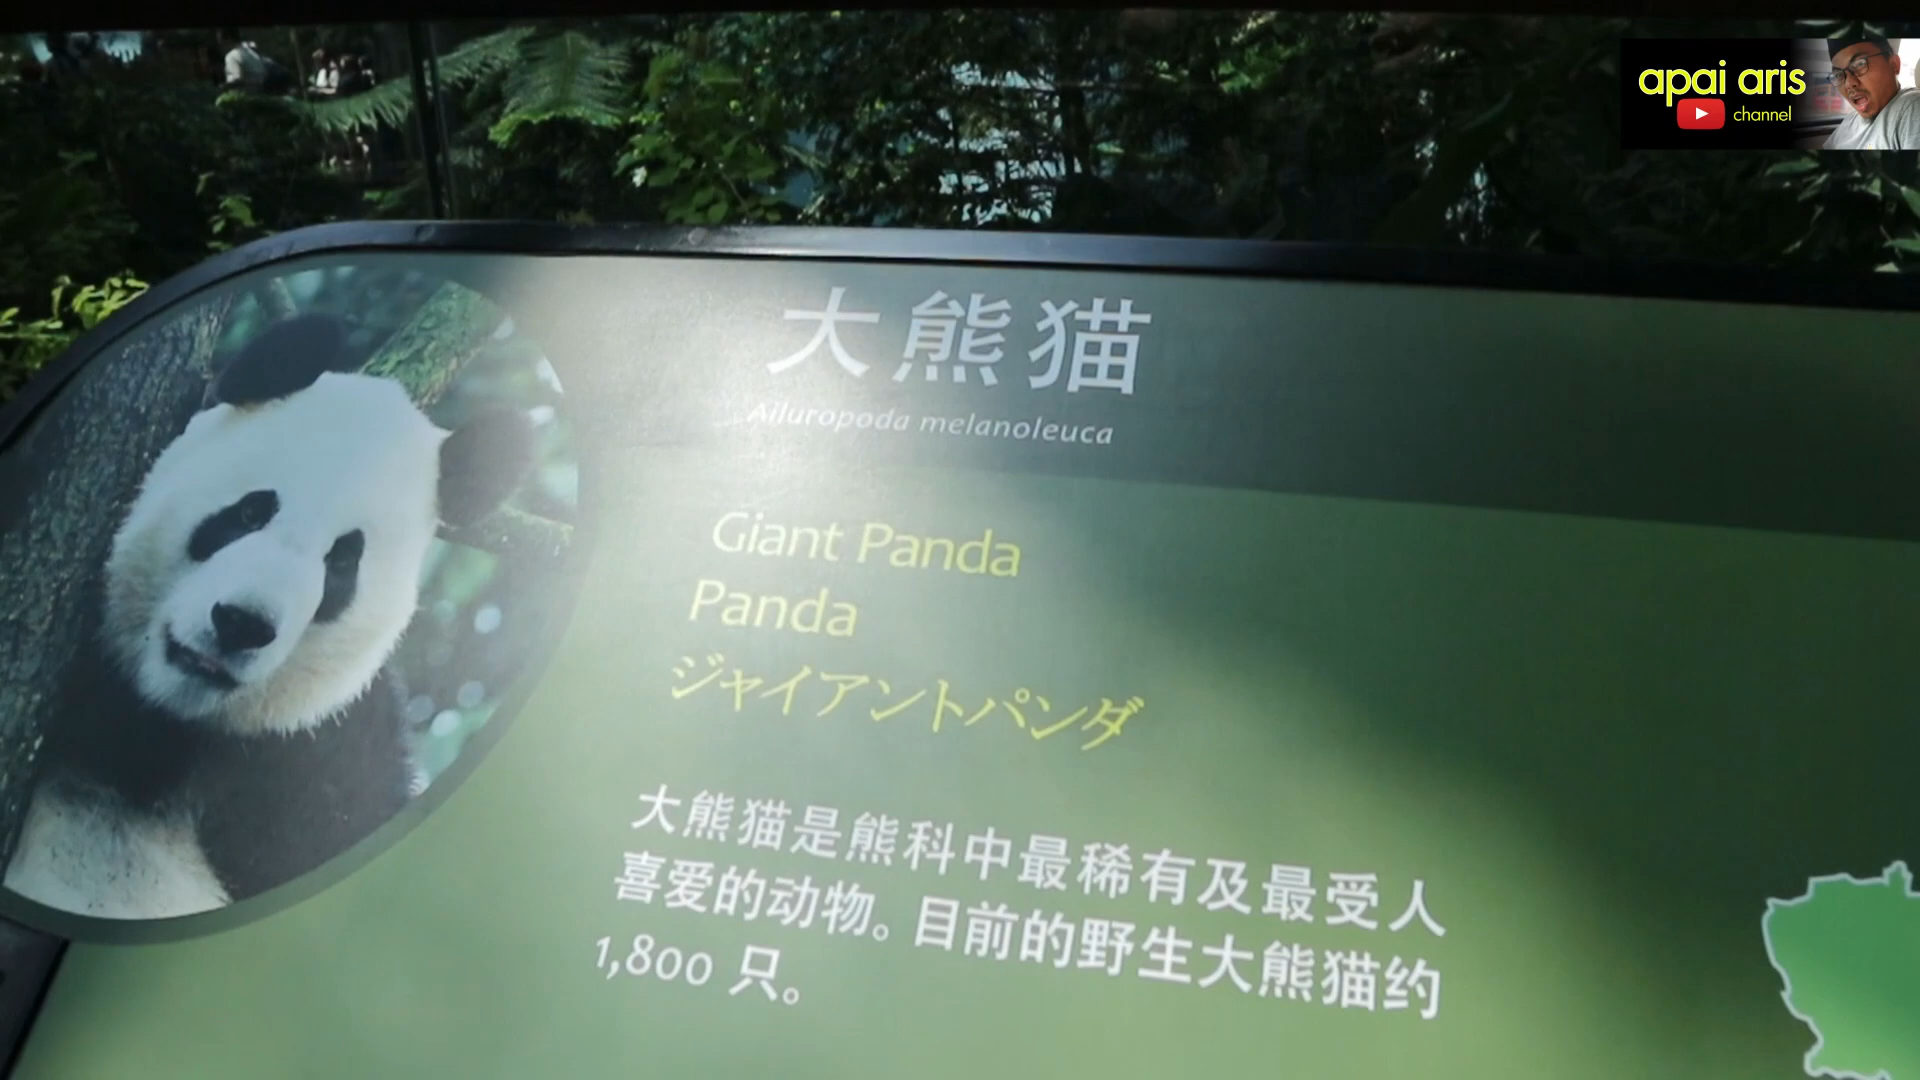 apai aris
channel
大熊猫
Ailuropoda melanoleuca
Giant Panda
Panda
ジャイアントパンダ
大熊猫是熊科中最稀有及最受人
喜爱的动物。目前的野生大熊猫约
1,800 只。